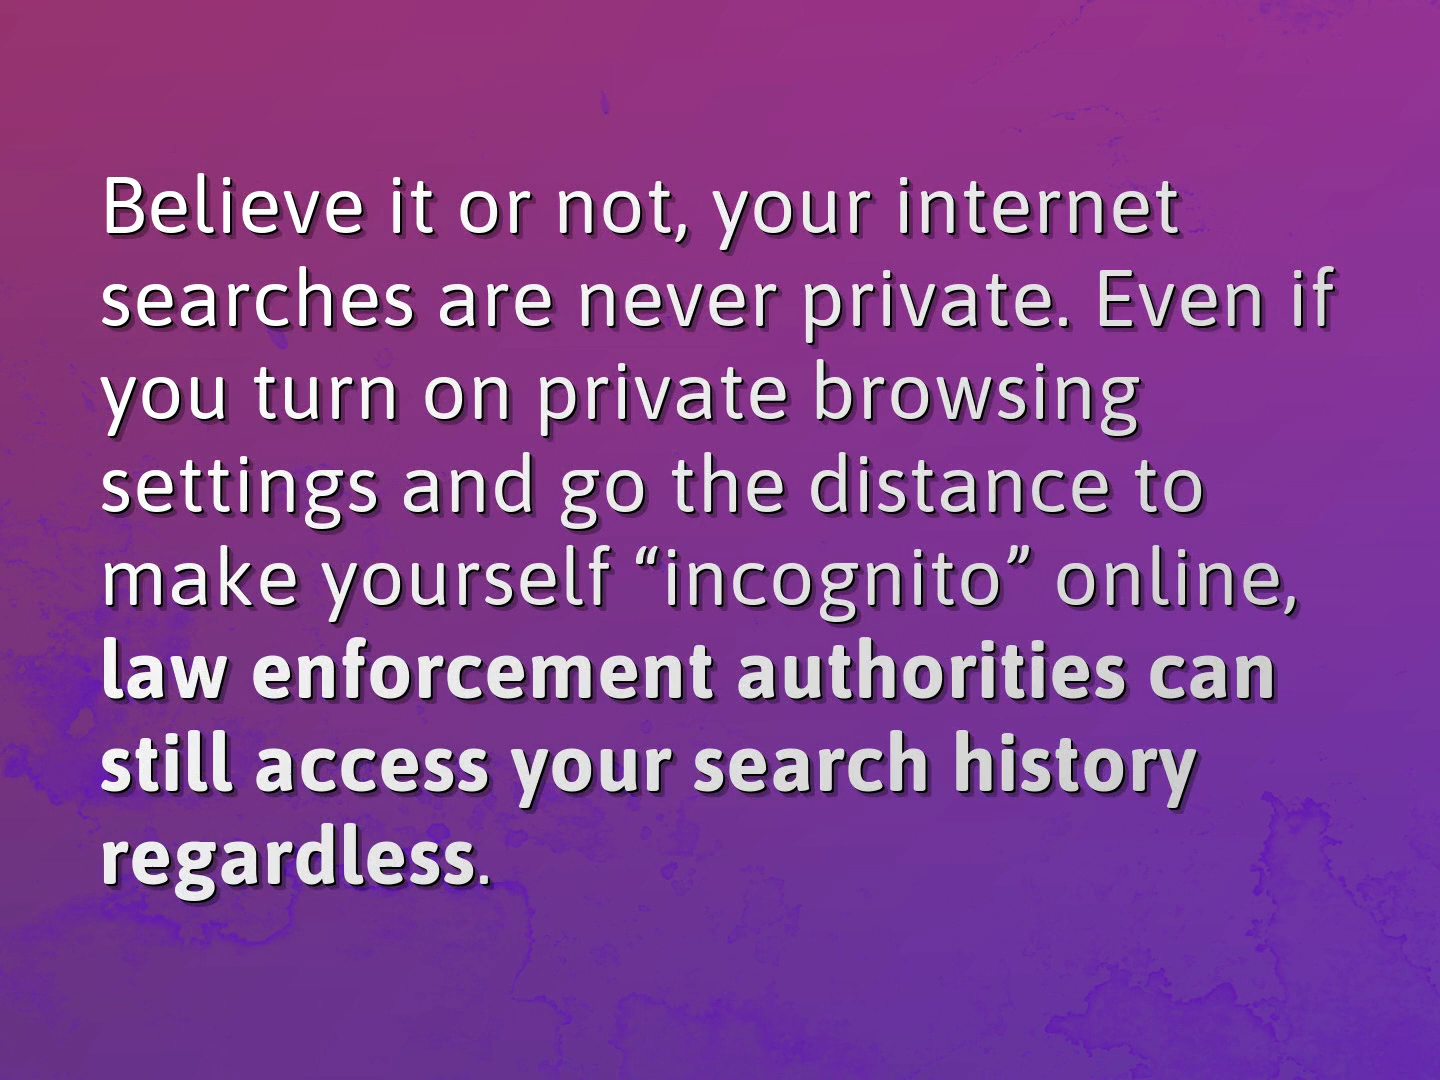 Believe it or not, your internet
searches are never private. Even if
you turn on private browsing
settings and go the distance to
make yourself “incognito” online,
law enforcement authorities can
still access your search history
regardless.